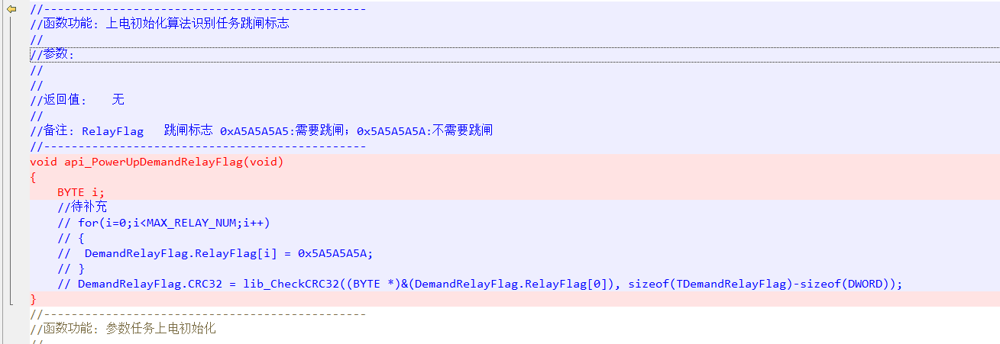 //-----------------------------------------------
//函数功能: 上电初始化算法识别任务跳闸标志
//
//参数:
//
//
//返回值:    无
//
//备注: RelayFlag   跳闸标志 0xA5A5A5A5:需要跳闸；0x5A5A5A5A:不需要跳闸
//-----------------------------------------------
void api_PowerUpDemandRelayFlag(void)
{
    BYTE i;
    //待补充
    // for(i=0;i<MAX_RELAY_NUM;i++)
    // {
    //  DemandRelayFlag.RelayFlag[i] = 0x5A5A5A5A;
    // }
    // DemandRelayFlag.CRC32 = lib_CheckCRC32((BYTE *)&(DemandRelayFlag.RelayFlag[0]), sizeof(TDemandRelayFlag)-sizeof(DWORD));
}
//-----------------------------------------------
//函数功能: 参数任务上电初始化
//